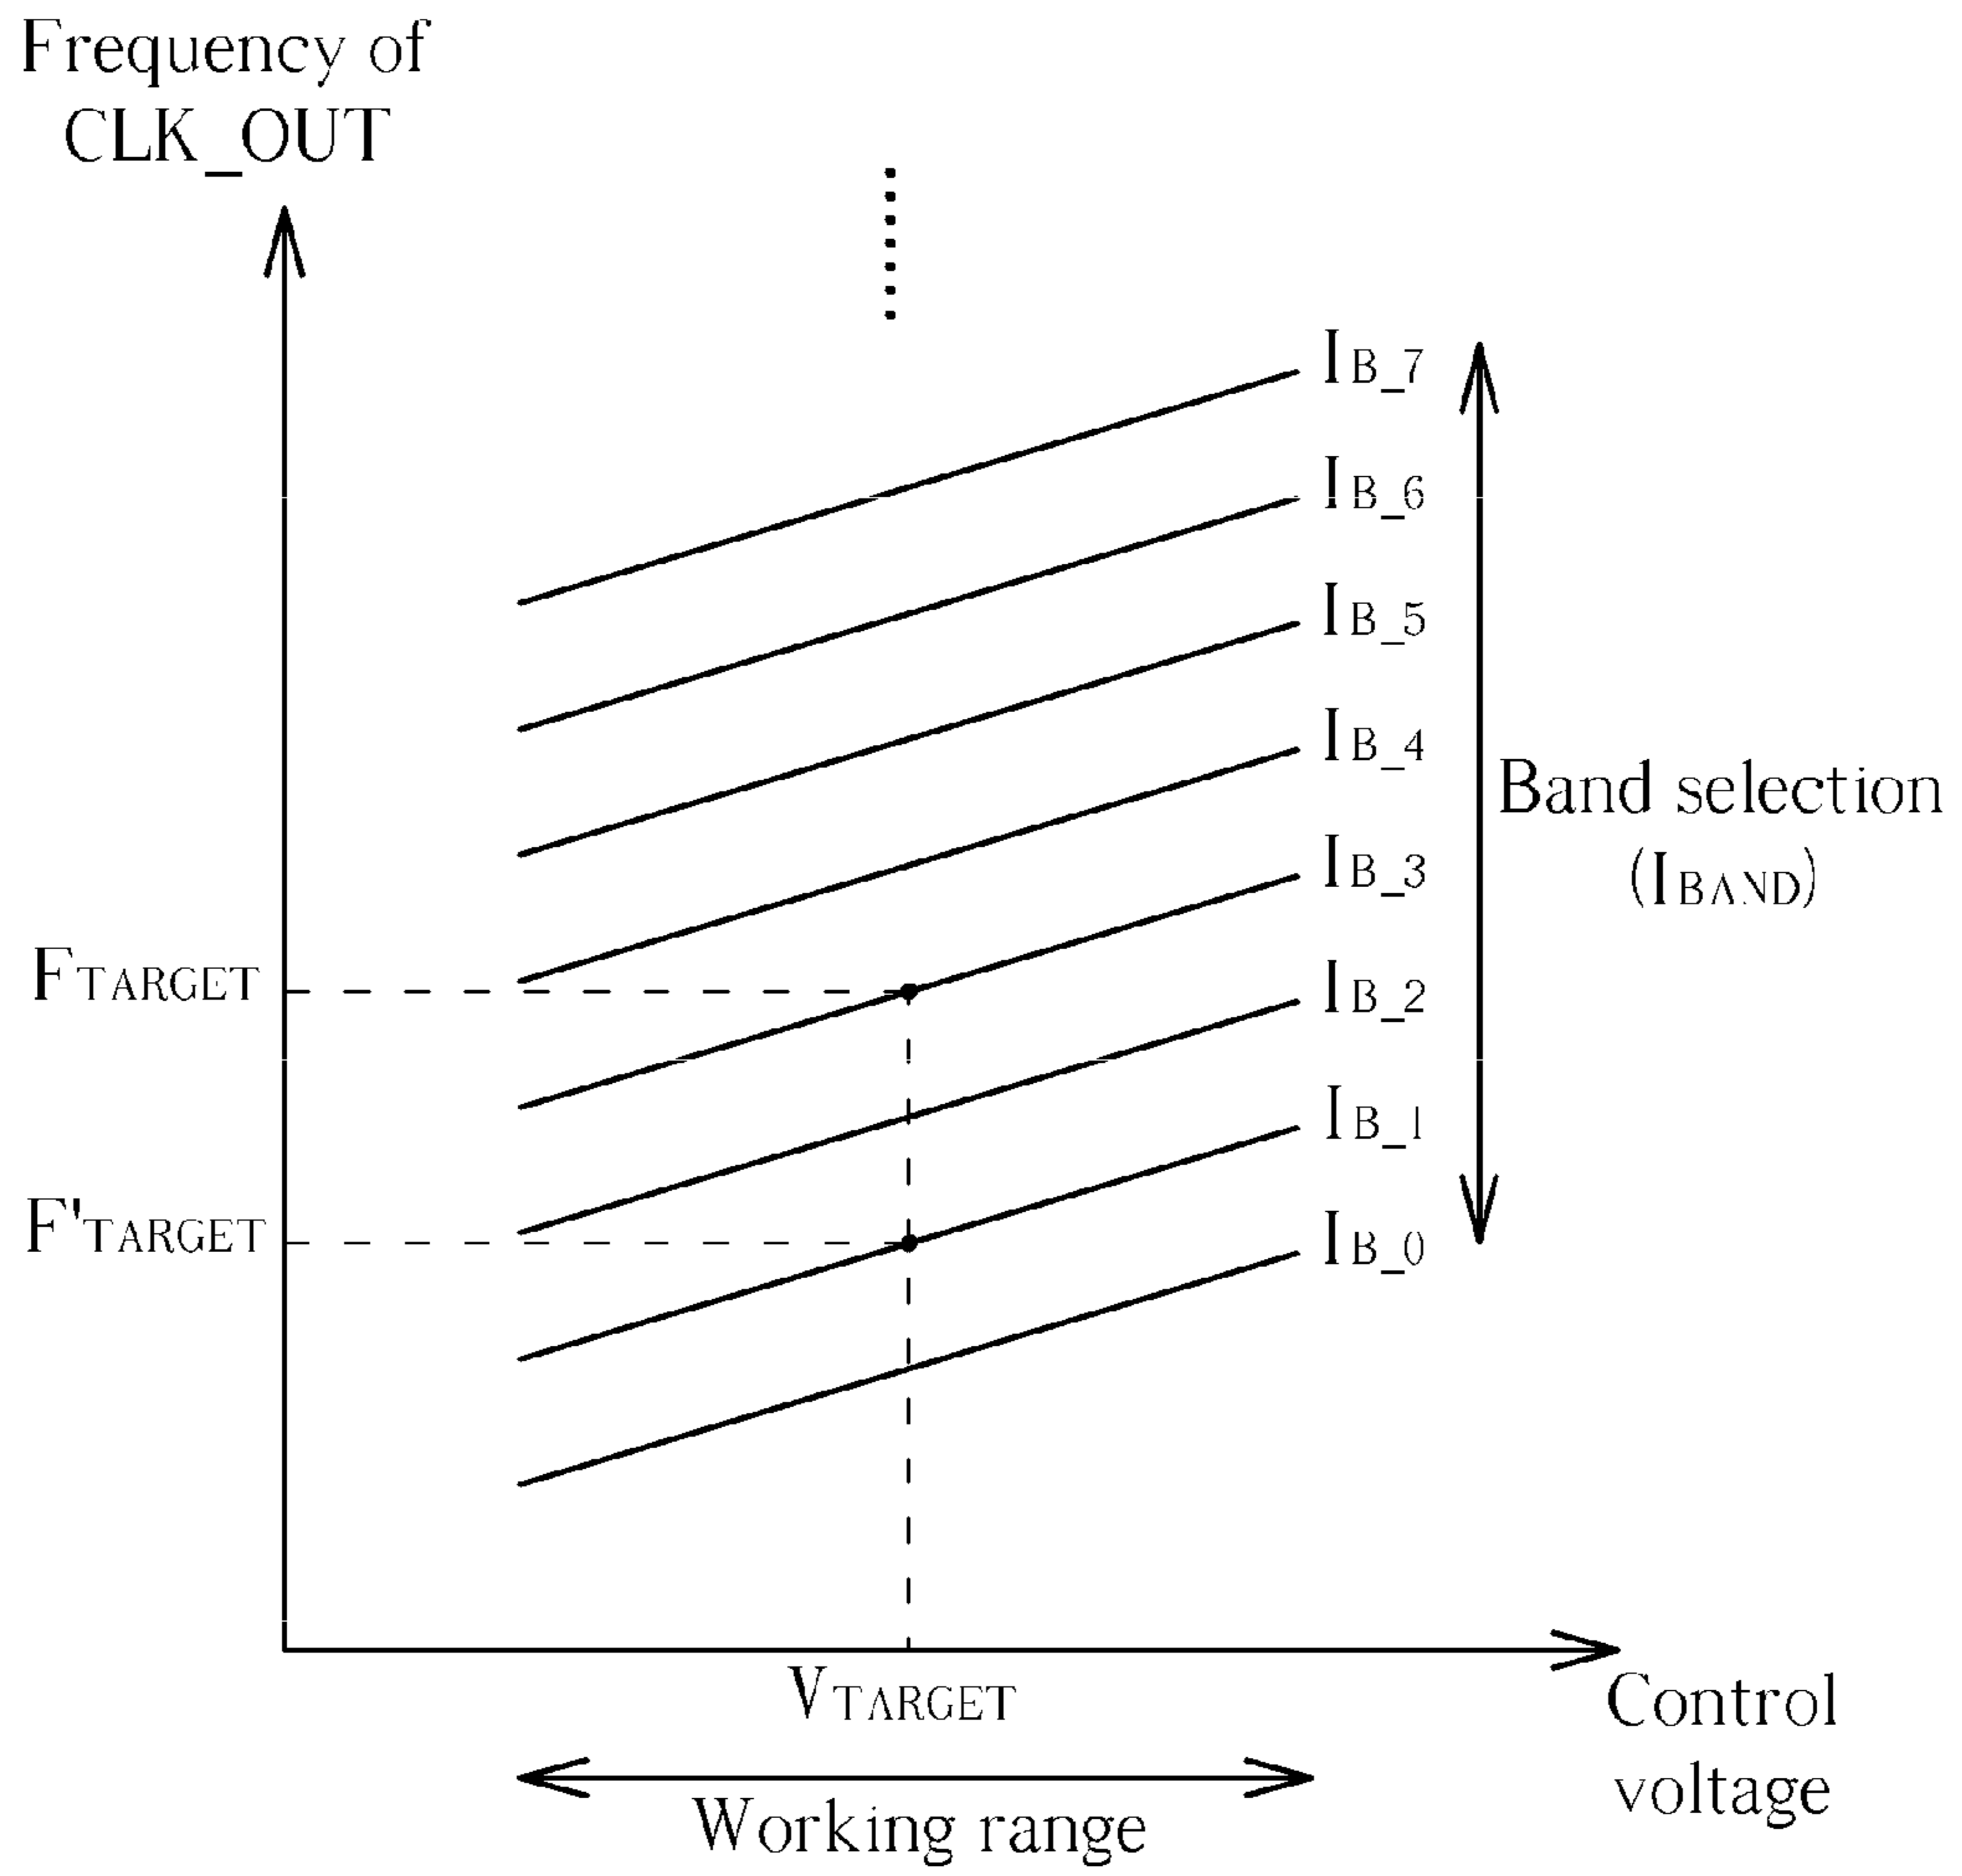 Frequency of
CLK_OUT
IB_7
IB_6
IB_5
IB_4
Band selection
(IBAND)
IB_3
FTARGET
IB_2
IB_1
F'TARGET
IB_0
VTARGET
Control
voltage
Working range